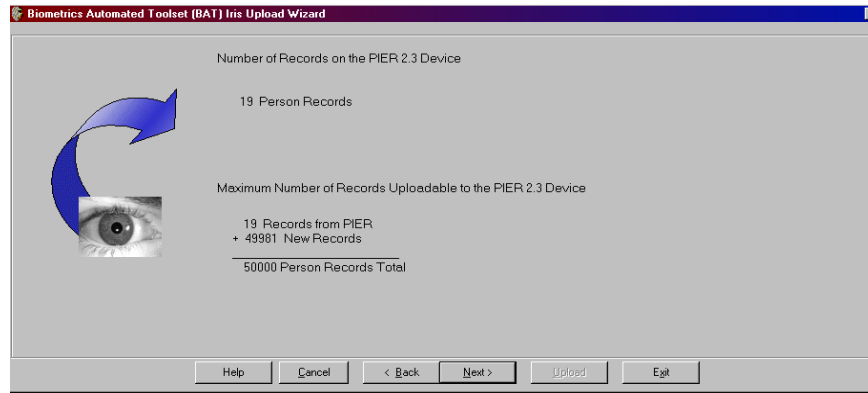 Biometrics Automated Toolset (BAT) Iris Upload Wizard
Number of Records on the PIER 2.3 Device
19 Person Records
Maximum Number of Records Uploadable to the PIER 2.3 Device
19 Records from PIER
+ 49981 New Records
50000 Person Records Total
Help Cancel < Back Next > Upload Exit